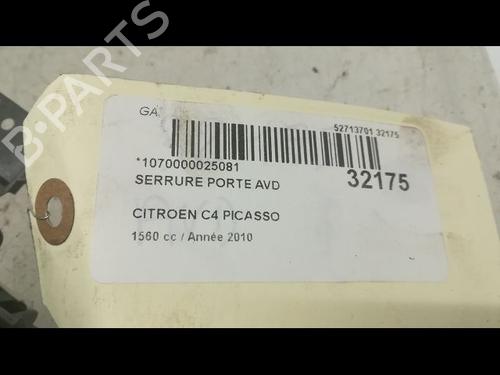 B-PARTS
GA
52713701 32175
*1070000025081
32175
SERRURE PORTE AVD
CITROEN C4 PICASSO
1560 cc / Année 2010